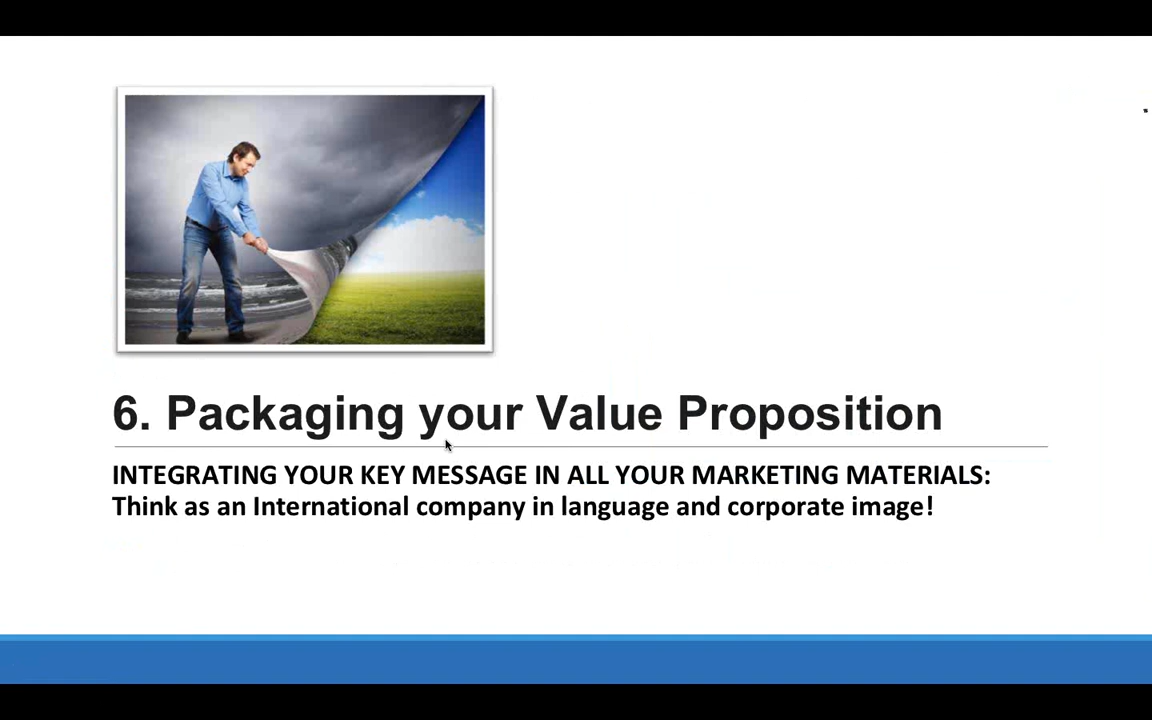 6. Packaging your Value Proposition
INTEGRATING YOUR KEY MESSAGE IN ALL YOUR MARKETING MATERIALS:
Think as an International company in language and corporate image!